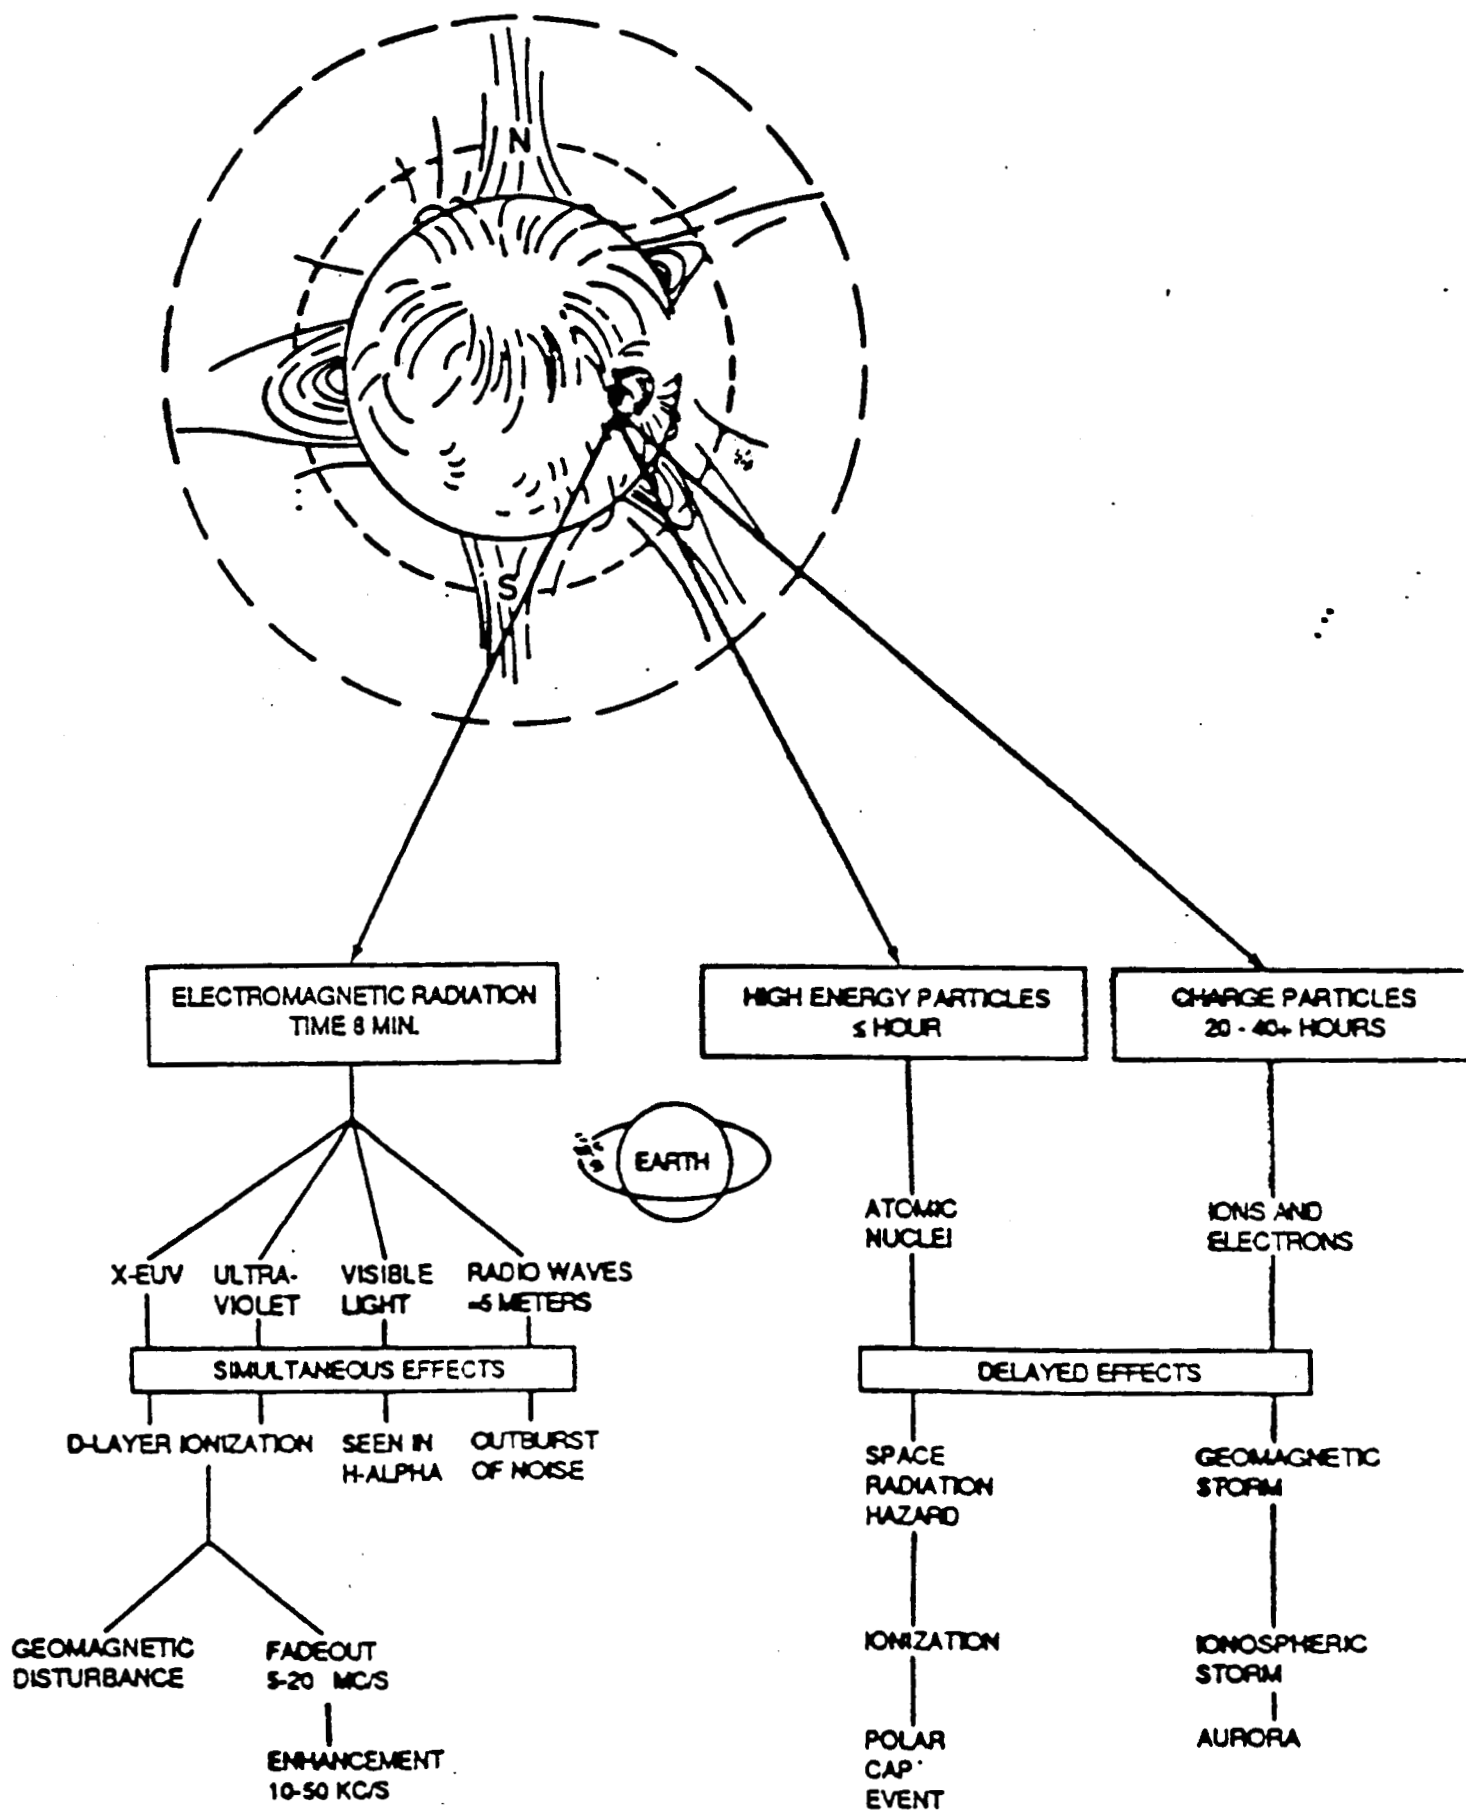 N
S
ELECTROMAGNETIC RADIATION
TIME 8 MIN.
HIGH ENERGY PARTICLES
≤ HOUR
CHARGE PARTICLES
20 - 40+ HOURS
EARTH
ATOMIC
NUCLEI
IONS AND
ELECTRONS
X-EUV
ULTRA-
VIOLET
VISIBLE
LIGHT
RADIO WAVES
≈5 METERS
SIMULTANEOUS EFFECTS
DELAYED EFFECTS
D-LAYER IONIZATION
SEEN IN
H-ALPHA
OUTBURST
OF NOISE
SPACE
RADIATION
HAZARD
GEOMAGNETIC
STORM
GEOMAGNETIC
DISTURBANCE
FADEOUT
5-20 MC/S
ENHANCEMENT
10-50 KC/S
IONIZATION
POLAR
CAP
EVENT
IONOSPHERIC
STORM
AURORA